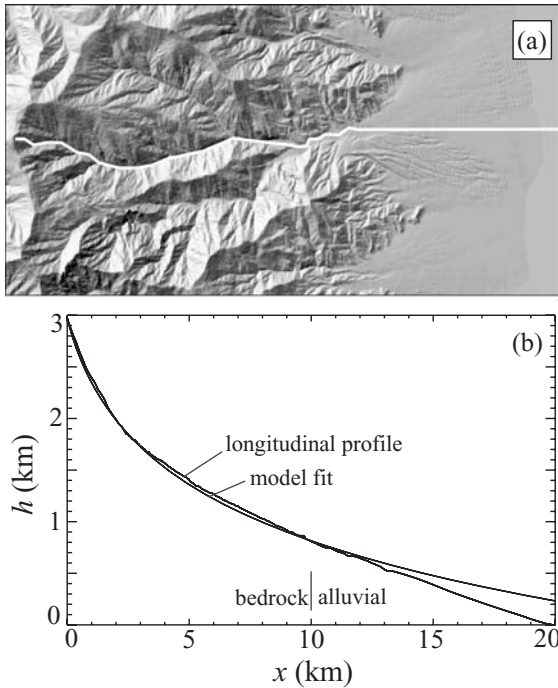 (a)
(b)
3
2
1
0
h (km)
longitudinal profile
model fit
bedrock alluvial
0 5 10 15 20
x (km)